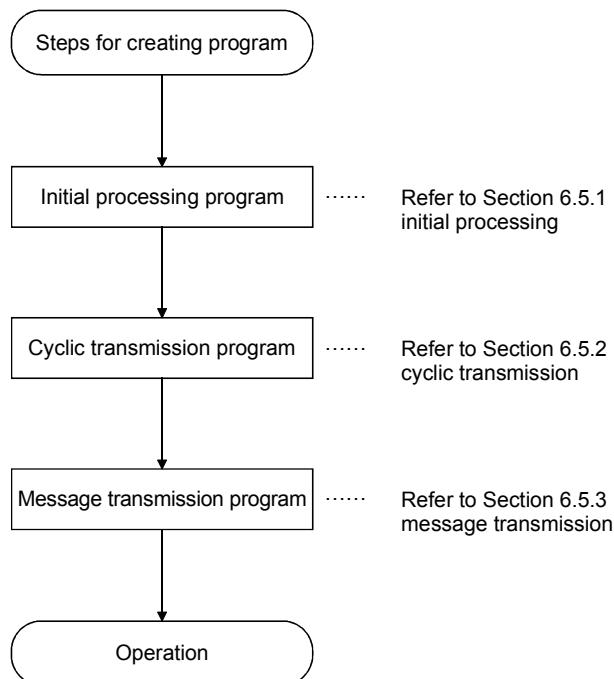 Steps for creating program
Initial processing program
······ Refer to Section 6.5.1
initial processing
Cyclic transmission program
······ Refer to Section 6.5.2
cyclic transmission
Message transmission program
······ Refer to Section 6.5.3
message transmission
Operation